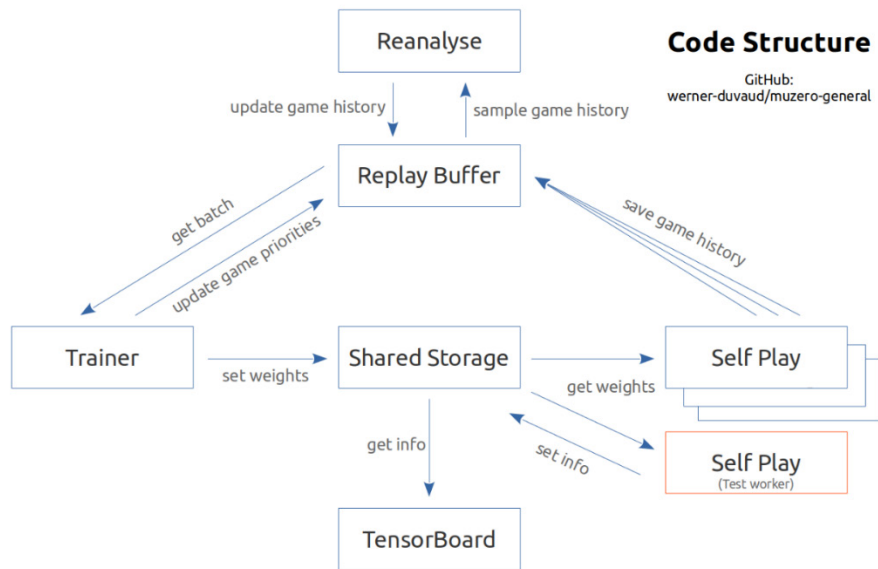 Reanalyse
Code Structure
GitHub:
werner-duvaud/muzero-general
update game history
sample game history
Replay Buffer
get batch
update game priorities
save game history
Trainer
set weights
Shared Storage
get weights
Self Play
get info
set info
Self Play
(Test worker)
TensorBoard